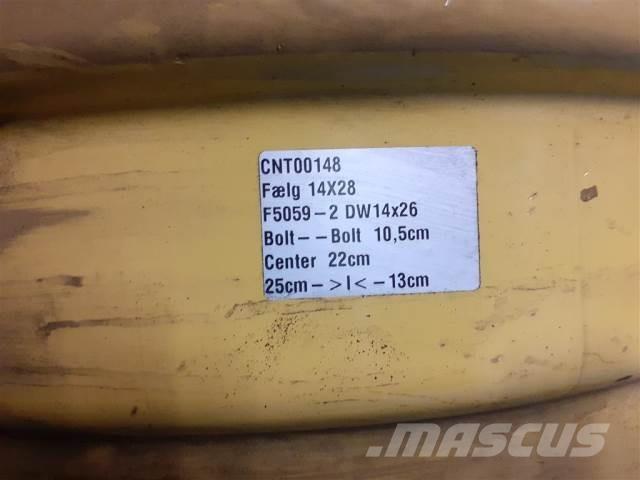 CNT00148
Fælg 14X28
F5059-2 DW14x26
Bolt--Bolt 10,5cm
Center 22cm
25cm->I<-13cm
MASCUS